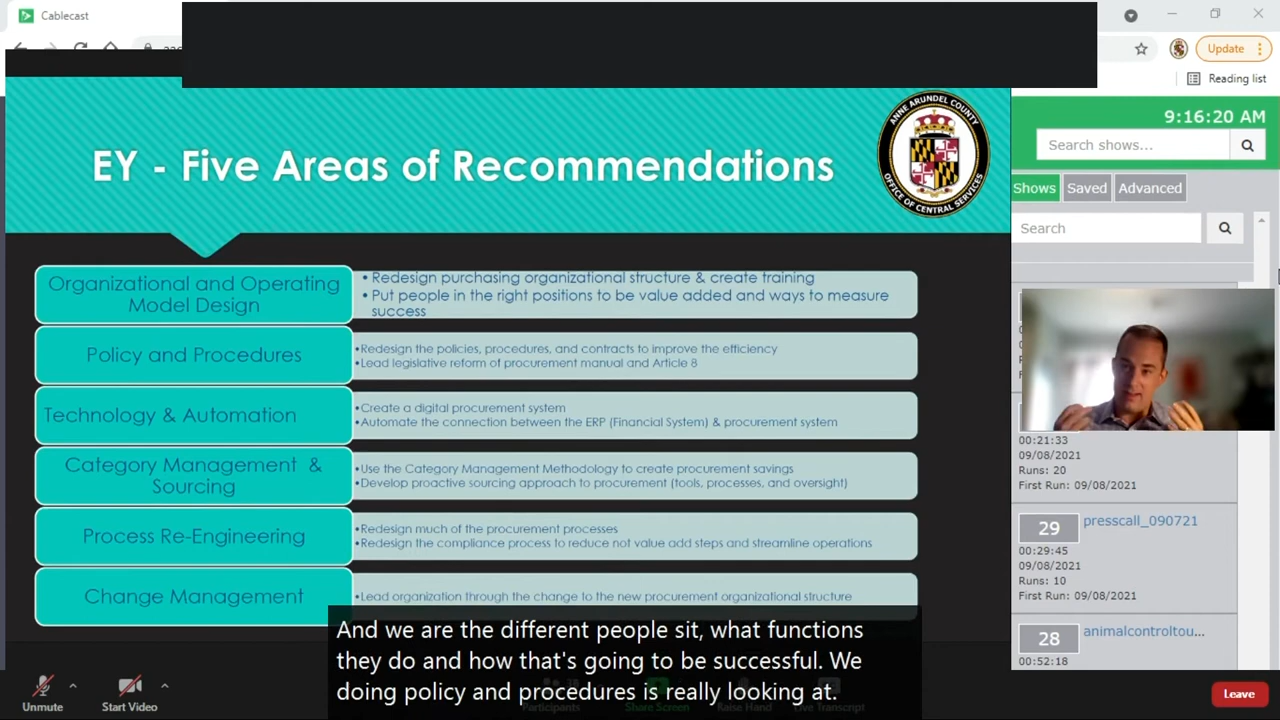 Cablecast
Update
Reading list
EY - Five Areas of Recommendations
ANNE ARUNDEL COUNTY
OFFICE OF CENTRAL SERVICES
9:16:20 AM
Search shows...
Shows
Saved
Advanced
Search
Organizational and Operating
Model Design
• Redesign purchasing organizational structure & create training
• Put people in the right positions to be value added and ways to measure
success
Policy and Procedures
•Redesign the policies, procedures, and contracts to improve the efficiency
•Lead legislative reform of procurement manual and Article 8
Technology & Automation
•Create a digital procurement system
•Automate the connection between the ERP (Financial System) & procurement system
Category Management &
Sourcing
•Use the Category Management Methodology to create procurement savings
•Develop proactive sourcing approach to procurement (tools, processes, and oversight)
Process Re-Engineering
•Redesign much of the procurement processes
•Redesign the compliance process to reduce not value add steps and streamline operations
Change Management
•Lead organization through the change to the new procurement organizational structure
00:21:33
09/08/2021
Runs: 20
First Run: 09/08/2021
29
presscall_090721
00:29:45
09/08/2021
Runs: 10
First Run: 09/08/2021
28
animalcontroltou...
00:52:18
And we are the different people sit, what functions
they do and how that's going to be successful. We
doing policy and procedures is really looking at.
Unmute
Start Video
Participants
Share Screen
Raise Hand
Live Transcript
Leave